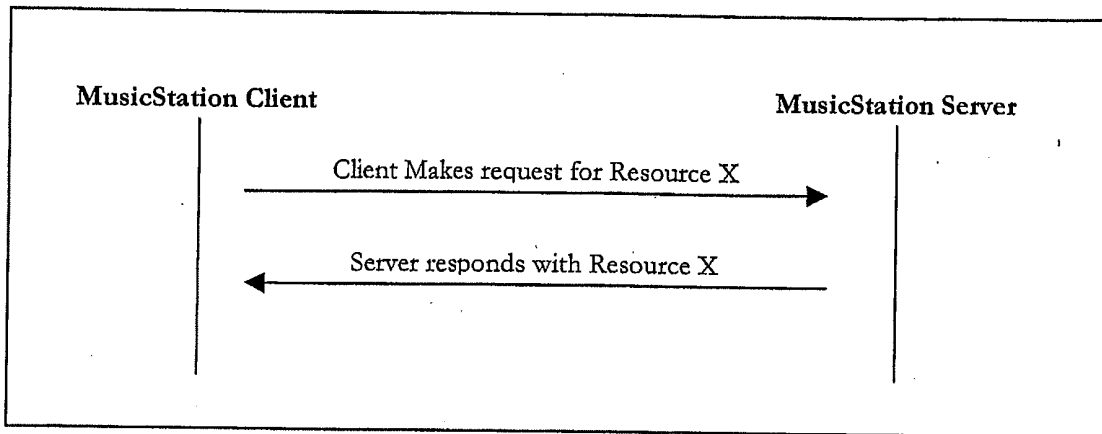 MusicStation Client
MusicStation Server
Client Makes request for Resource X
Server responds with Resource X